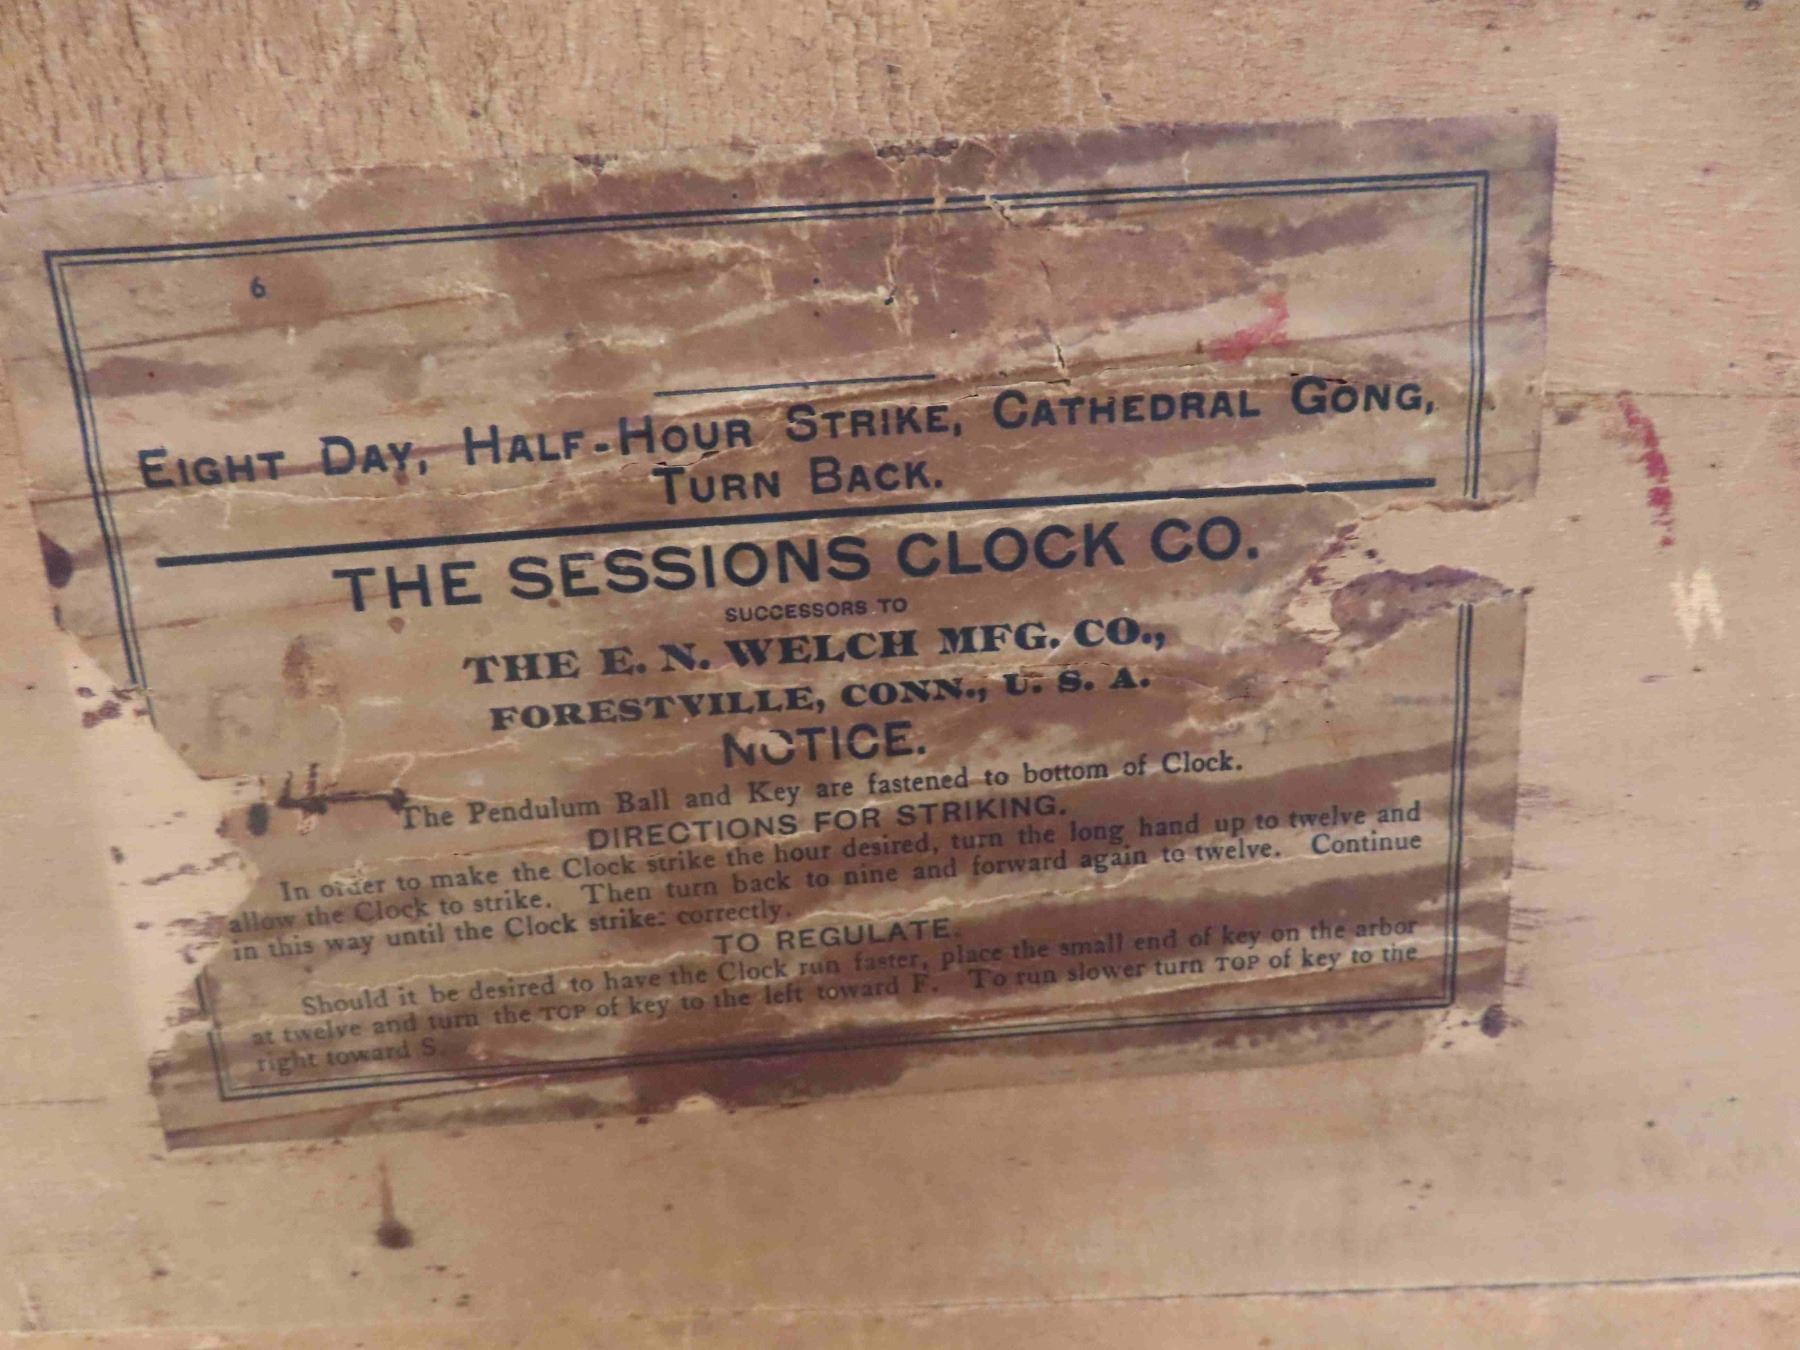 6
EIGHT DAY, HALF-HOUR STRIKE, CATHEDRAL GONG,
TURN BACK.
THE SESSIONS CLOCK CO.
SUCCESSORS TO
THE E. N. WELCH MFG. CO.,
FORESTVILLE, CONN., U. S. A.
NOTICE.
The Pendulum Ball and Key are fastened to bottom of Clock.
DIRECTIONS FOR STRIKING.
In order to make the Clock strike the hour desired, turn the long hand up to twelve and
allow the Clock to strike. Then turn back to nine and forward again to twelve. Continue
in this way until the Clock strikes correctly.
TO REGULATE.
Should it be desired to have the Clock run faster, place the small end of key on the arbor
at twelve and turn the TOP of key to the left toward F. To run slower turn TOP of key to the
right toward S.